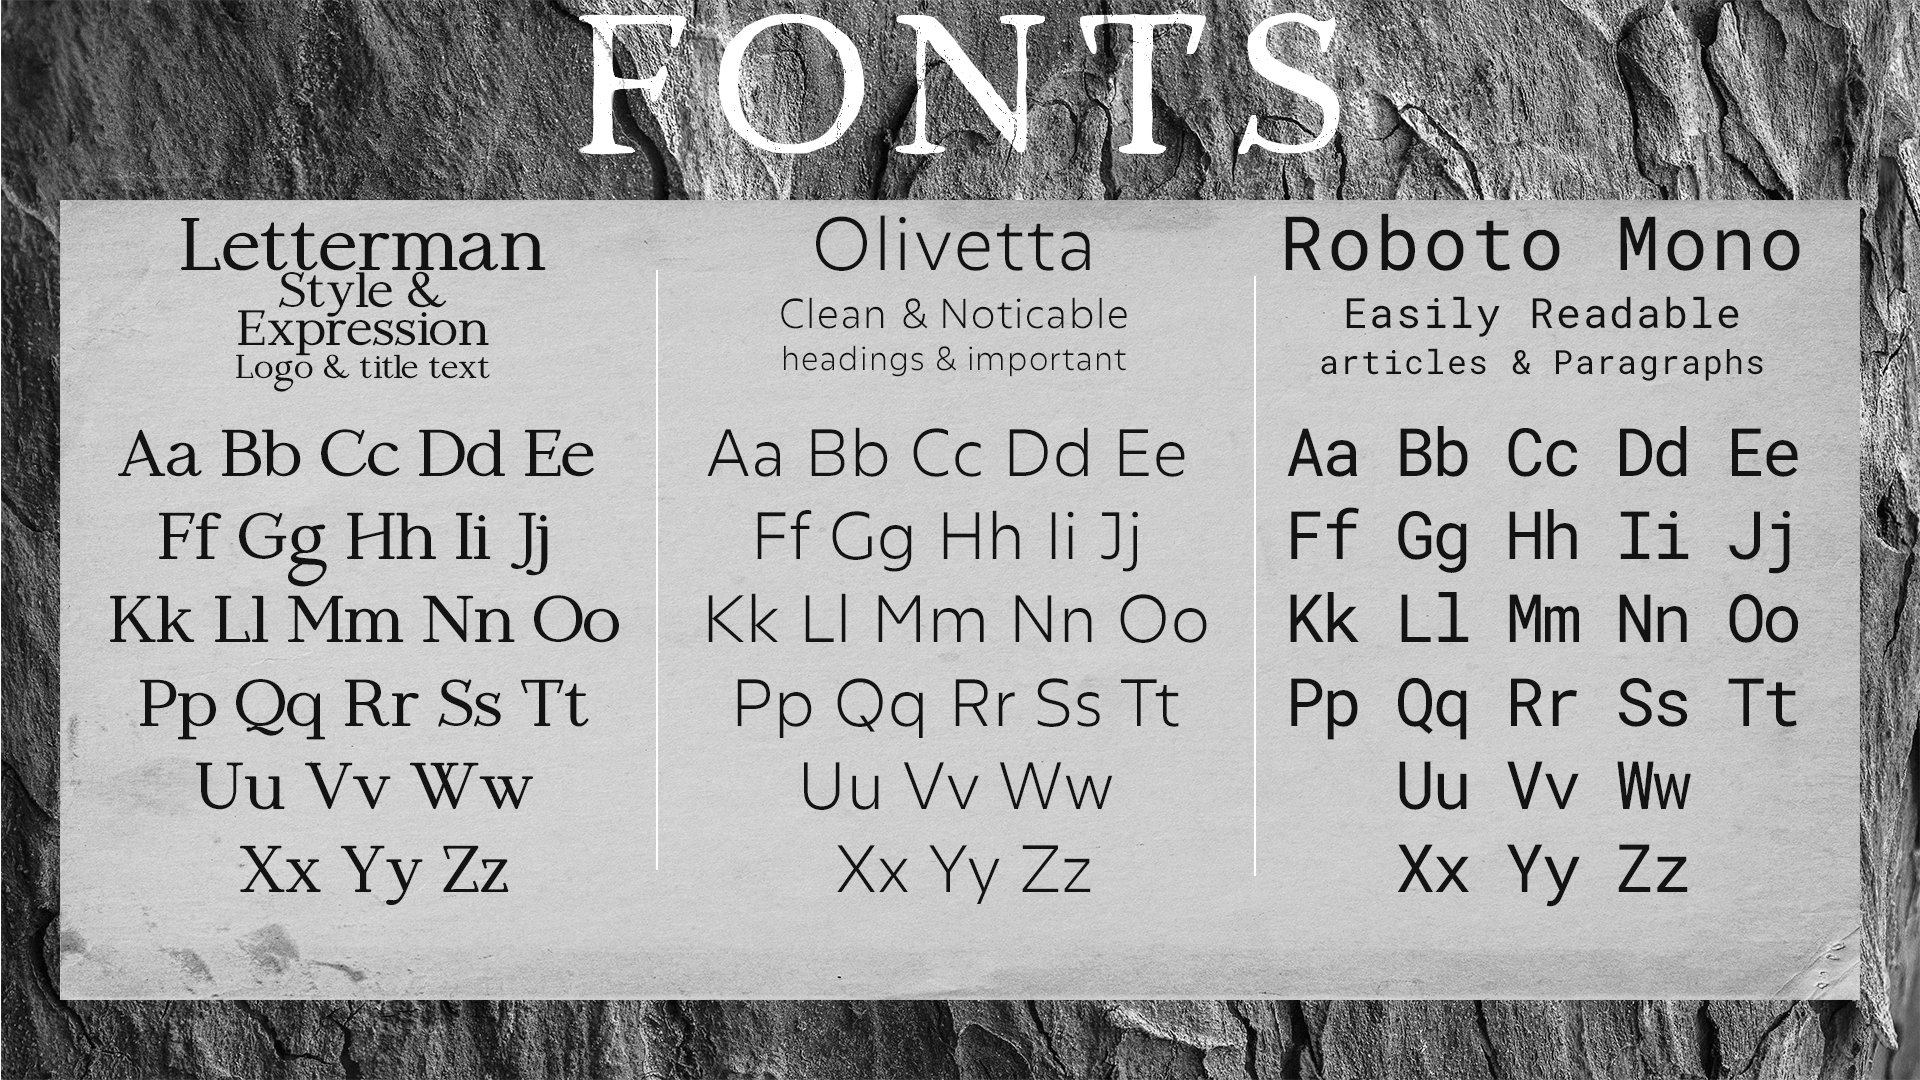 FONTS
Letterman
Style &
Expression
Logo & title text
Aa Bb Cc Dd Ee
Ff Gg Hh Ii Jj
Kk Ll Mm Nn Oo
Pp Qq Rr Ss Tt
Uu Vv Ww
Xx Yy Zz
Olivetta
Clean & Noticable
headings & important
Aa Bb Cc Dd Ee
Ff Gg Hh Ii Jj
Kk Ll Mm Nn Oo
Pp Qq Rr Ss Tt
Uu Vv Ww
Xx Yy Zz
Roboto Mono
Easily Readable
articles & Paragraphs
Aa Bb Cc Dd Ee
Ff Gg Hh Ii Jj
Kk Ll Mm Nn Oo
Pp Qq Rr Ss Tt
Uu Vv Ww
Xx Yy Zz